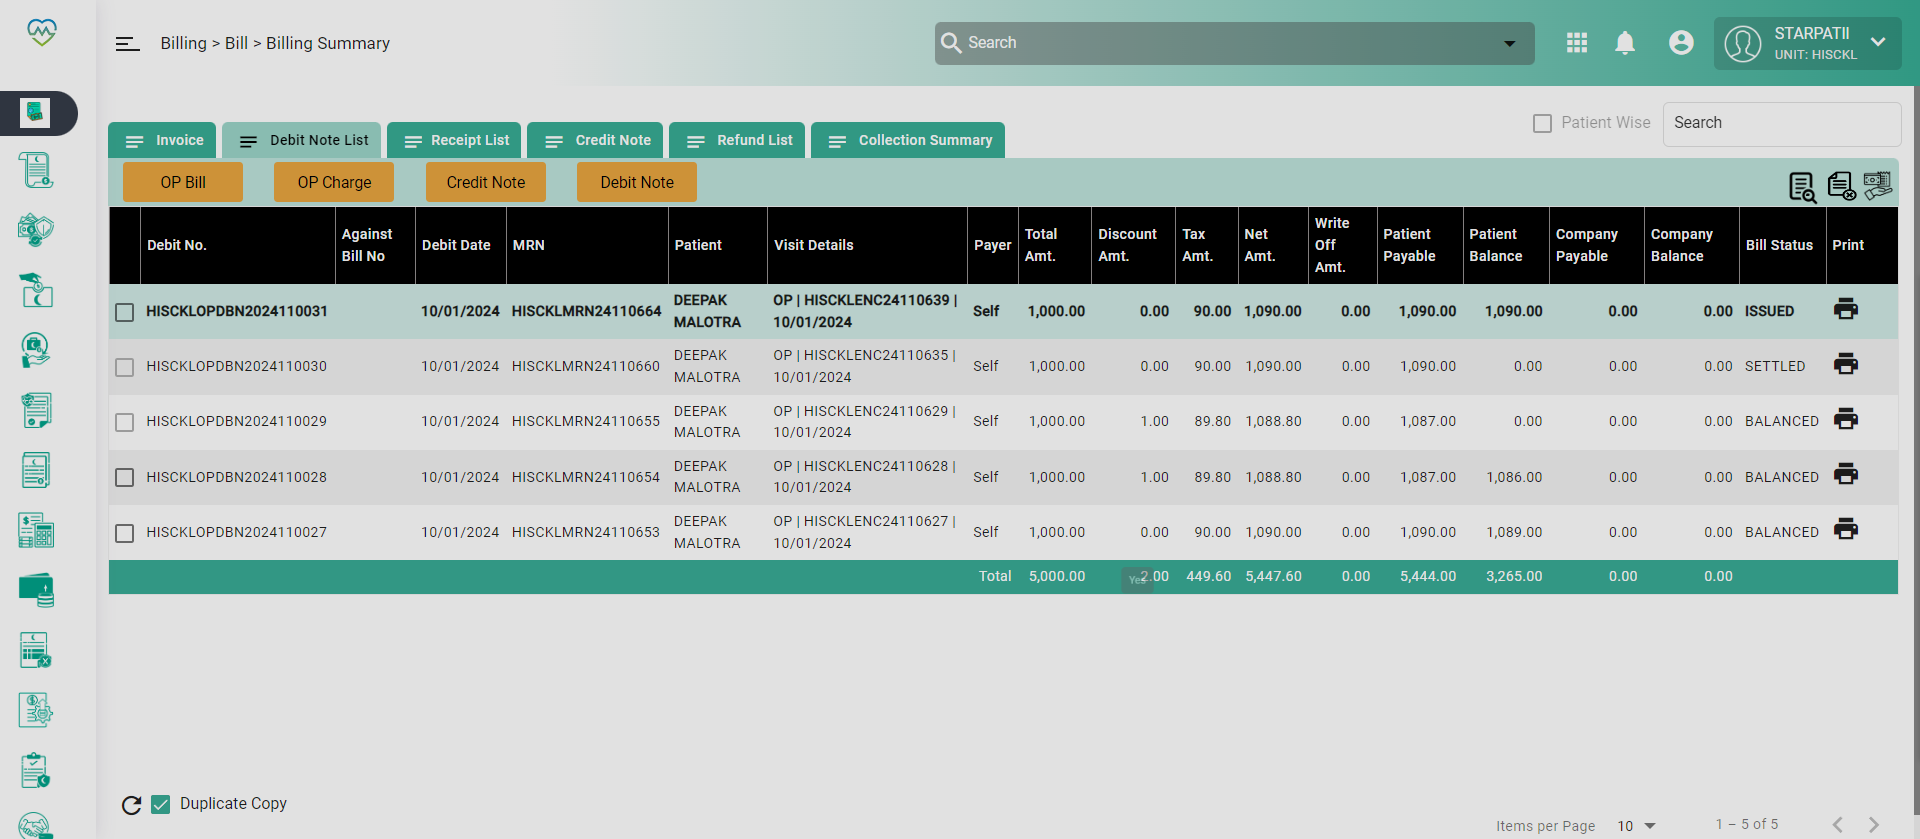 Billing > Bill > Billing Summary
Search
STARPATII
UNIT: HISCKL
Invoice
Debit Note List
Receipt List
Credit Note
Refund List
Collection Summary
Patient Wise
Search
OP Bill
OP Charge
Credit Note
Debit Note
Debit No. Against Bill No Debit Date MRN Patient Visit Details Payer Total Amt. Discount Amt. Tax Amt. Net Amt. Write Off Amt. Patient Payable Patient Balance Company Payable Company Balance Bill Status Print
HISCKLOPDBN2024110031 10/01/2024 HISCKLMRN24110664 DEEPAK MALOTRA OP | HISCKLENC24110639 | 10/01/2024 Self 1,000.00 0.00 90.00 1,090.00 0.00 1,090.00 1,090.00 0.00 0.00 ISSUED
HISCKLOPDBN2024110030 10/01/2024 HISCKLMRN24110660 DEEPAK MALOTRA OP | HISCKLENC24110635 | 10/01/2024 Self 1,000.00 0.00 90.00 1,090.00 0.00 1,090.00 0.00 0.00 0.00 SETTLED
HISCKLOPDBN2024110029 10/01/2024 HISCKLMRN24110655 DEEPAK MALOTRA OP | HISCKLENC24110629 | 10/01/2024 Self 1,000.00 1.00 89.80 1,088.80 0.00 1,087.00 0.00 0.00 0.00 BALANCED
HISCKLOPDBN2024110028 10/01/2024 HISCKLMRN24110654 DEEPAK MALOTRA OP | HISCKLENC24110628 | 10/01/2024 Self 1,000.00 1.00 89.80 1,088.80 0.00 1,087.00 1,086.00 0.00 0.00 BALANCED
HISCKLOPDBN2024110027 10/01/2024 HISCKLMRN24110653 DEEPAK MALOTRA OP | HISCKLENC24110627 | 10/01/2024 Self 1,000.00 0.00 90.00 1,090.00 0.00 1,090.00 1,089.00 0.00 0.00 BALANCED
Total 5,000.00 2.00 449.60 5,447.60 0.00 5,444.00 3,265.00 0.00 0.00
Yes
Duplicate Copy
Items per Page 10 1 – 5 of 5